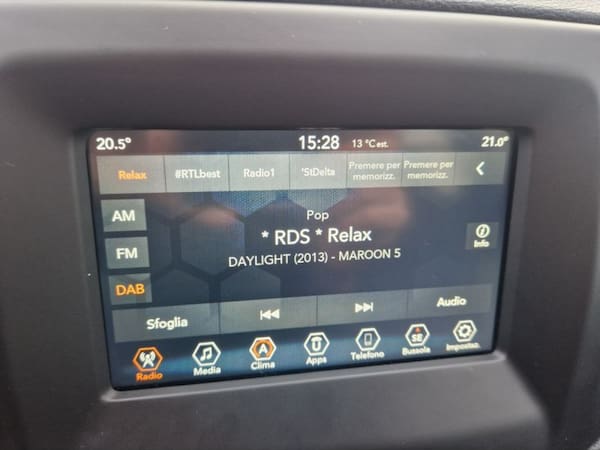 20.5° 15:28 13 °C est. 21.0°
Relax #RTLbest Radio1 'StDelta Premere per memorizz. Premere per memorizz.
AM
Pop
* RDS * Relax
Info
FM
DAYLIGHT (2013) - MAROON 5
DAB
Sfoglia Audio
A U SE
Radio Media Clima Apps Telefono Bussola Impostaz.